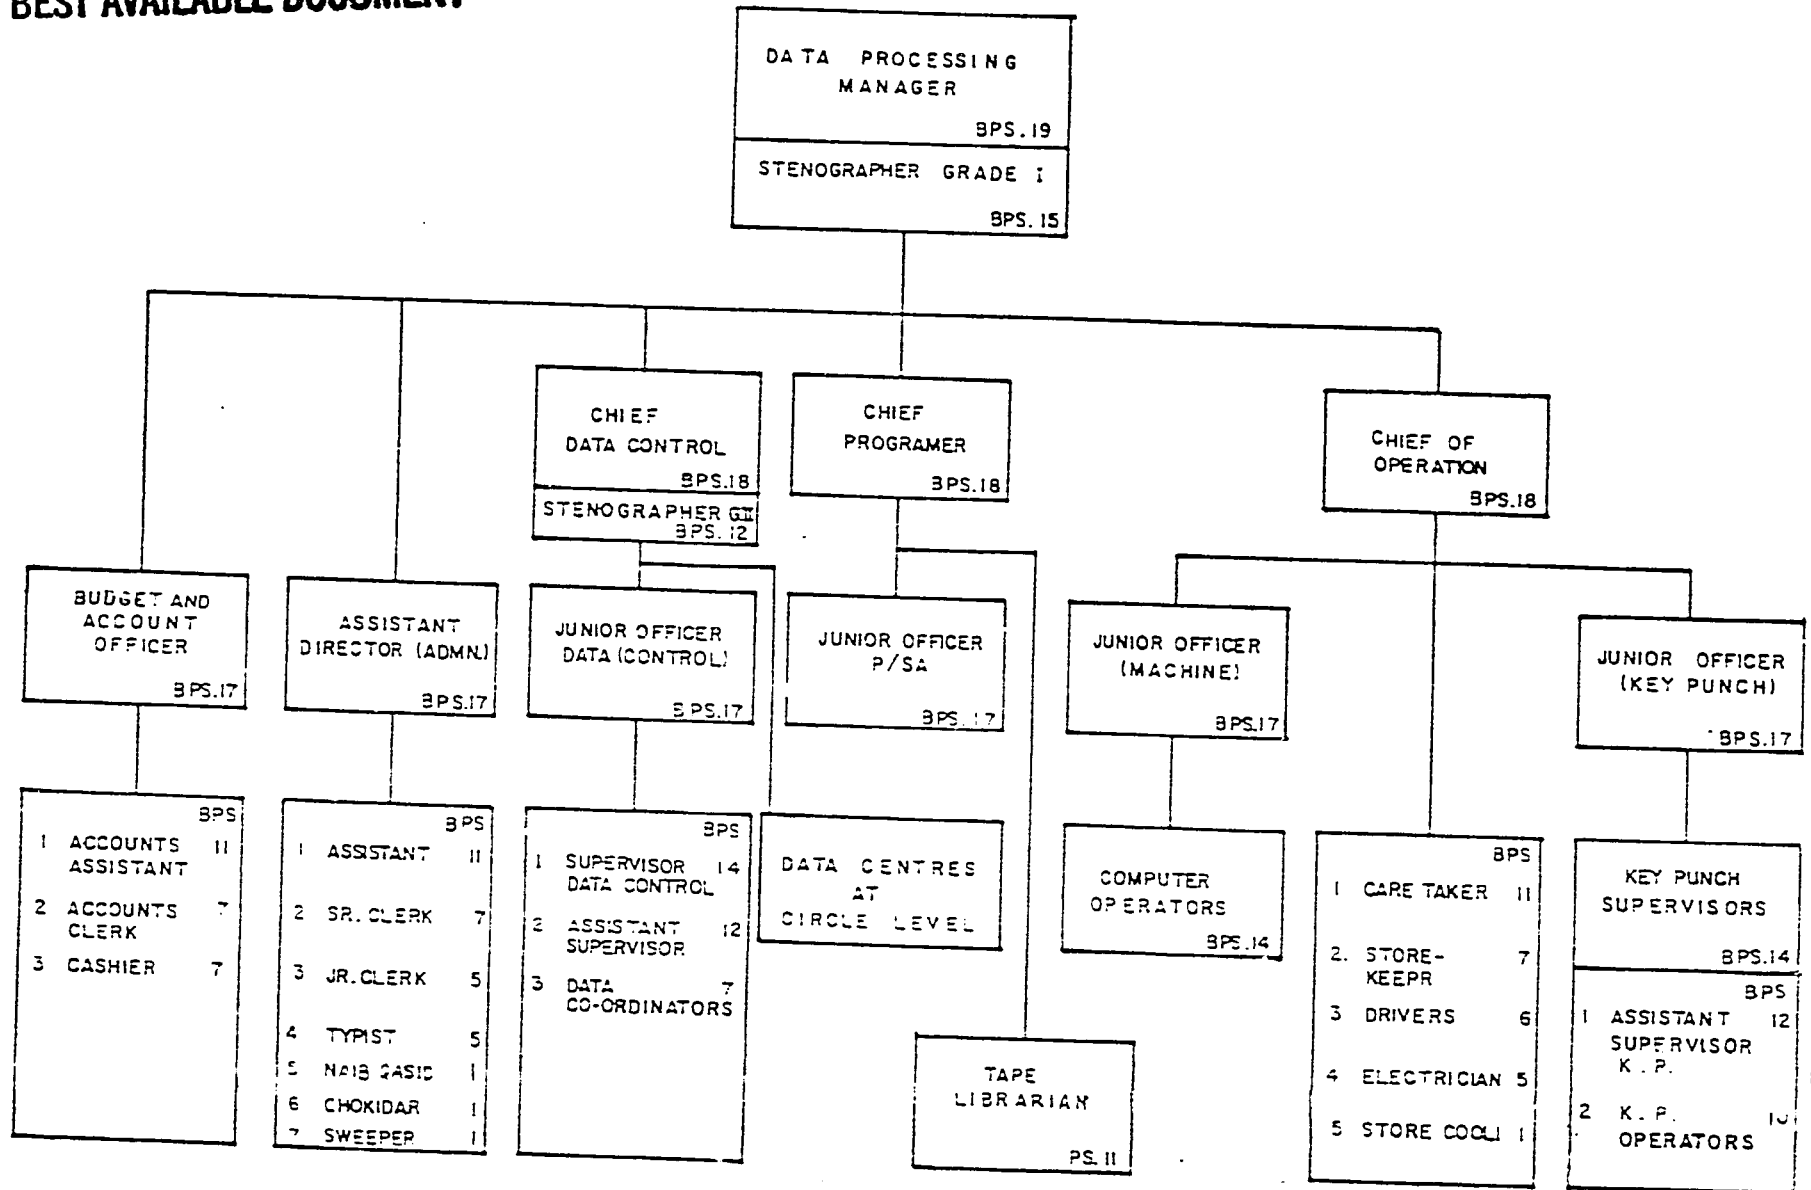 BEST AVAILABLE DOCUMENT
DATA PROCESSING
MANAGER
BPS.19
STENOGRAPHER GRADE I
BPS.15
CHIEF
DATA CONTROL
BPS.18
STENOGRAPHER GII
BPS.12
CHIEF
PROGRAMER
BPS.18
CHIEF OF
OPERATION
BPS.18
BUDGET AND
ACCOUNT
OFFICER
BPS.17
ASSISTANT
DIRECTOR (ADMN.)
BPS.17
JUNIOR OFFICER
DATA (CONTROL)
BPS.17
JUNIOR OFFICER
P/SA
BPS.17
JUNIOR OFFICER
(MACHINE)
BPS.17
JUNIOR OFFICER
(KEY PUNCH)
BPS.17
BPS
1 ACCOUNTS 11
ASSISTANT
2 ACCOUNTS 7
CLERK
3 CASHIER 7
BPS
1 ASSISTANT 11
2 SR. CLERK 7
3 JR. CLERK 5
4 TYPIST 5
5 NAIB QASID 1
6 CHOKIDAR 1
7 SWEEPER 1
BPS
1 SUPERVISOR 14
DATA CONTROL
2 ASSISTANT 12
SUPERVISOR
3 DATA 7
CO-ORDINATORS
DATA CENTRES
AT
CIRCLE LEVEL
TAPE
LIBRARIAN
PS.11
COMPUTER
OPERATORS
BPS.14
BPS
1 CARE TAKER 11
2. STORE- 7
KEEPR
3 DRIVERS 6
4 ELECTRICIAN 5
5 STORE COOLI 1
KEY PUNCH
SUPERVISORS
BPS.14
BPS
1 ASSISTANT 12
SUPERVISOR
K.P.
2 K.P. 10
OPERATORS